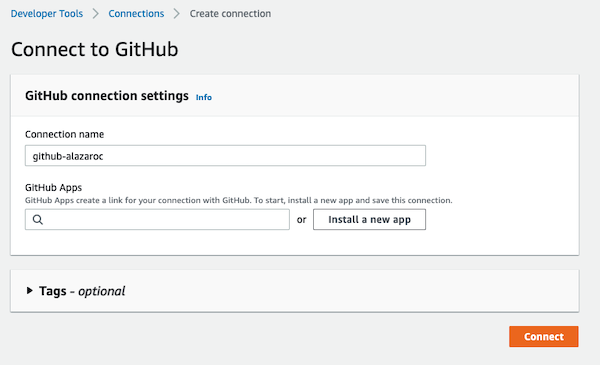 Developer Tools > Connections > Create connection
Connect to GitHub
GitHub connection settings Info
Connection name
github-alazaroc
GitHub Apps
GitHub Apps create a link for your connection with GitHub. To start, install a new app and save this connection.
or Install a new app
Tags - optional
Connect